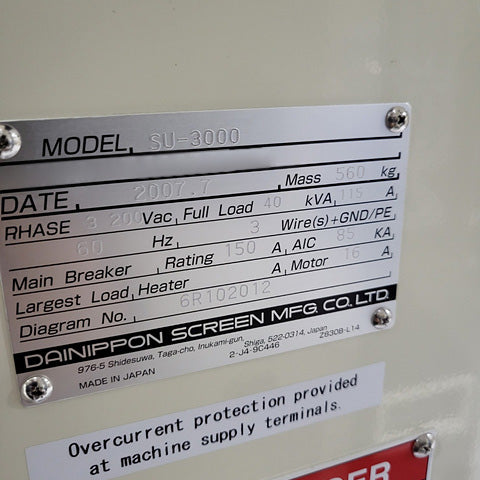 MODEL SU-3000
DATE 2007.7 Mass 560 kg
PHASE 3 200 Vac, Full Load 40 kVA, 115 A
60 Hz, 3 Wire(s)+GND/PE
Main Breaker, Rating 150 A, AIC 85 KA
Largest Load, Heater A, Motor 16 A
Diagram No. 6R102012
DAINIPPON SCREEN MFG. CO., LTD.
976-5 Shidesuwa, Taga-cho, Inukami-gun, Shiga, 522-0314, Japan
MADE IN JAPAN 2-J4-9C446 Z830B-L14
Overcurrent protection provided
at machine supply terminals.